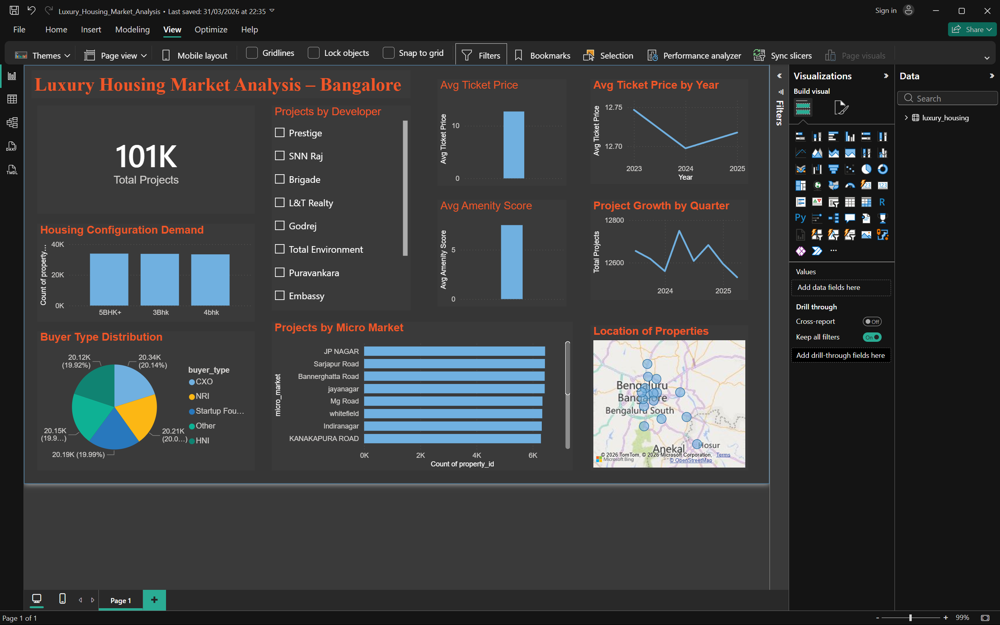 Luxury_Housing_Market_Analysis • Last saved: 31/03/2026 at 22:35
Sign in
File
Home
Insert
Modeling
View
Optimize
Help
Share
Themes
Page view
Mobile layout
Gridlines
Lock objects
Snap to grid
Filters
Bookmarks
Selection
Performance analyzer
Sync slicers
Page visuals
DAX
TMDL
Luxury Housing Market Analysis – Bangalore
101K
Total Projects
Projects by Developer
Prestige
SNN Raj
Brigade
L&T Realty
Godrej
Total Environment
Puravankara
Embassy
Avg Ticket Price
Avg Ticket Price
10
0
Avg Ticket Price by Year
Avg Ticket Price
12.75
12.70
2023
2024
2025
Year
Avg Amenity Score
Avg Amenity Score
5
0
Project Growth by Quarter
Total Projects
12800
12600
2024
2025
Housing Configuration Demand
Count of property...
40K
20K
0K
5BHK+
3Bhk
4bhk
Buyer Type Distribution
20.12K
(19.92%)
20.34K
(20.14%)
20.15K
(19.9...)
20.21K
(20.0...)
20.19K (19.99%)
buyer_type
CXO
NRI
Startup Fou...
Other
HNI
Projects by Micro Market
micro_market
JP NAGAR
Sarjapur Road
Bannerghatta Road
jayanagar
Mg Road
whitefield
Indiranagar
KANAKAPURA ROAD
0K
2K
4K
6K
Count of property_id
Location of Properties
Bengaluru
Bangalore
Bengaluru South
Anekal
Hosur
© 2026 TomTom, © 2026 Microsoft Corporation, Terms
Microsoft Bing
© OpenStreetMap
Filters
Visualizations
Build visual
123
123
R
Py
...
Values
Add data fields here
Drill through
Cross-report
Off
Keep all filters
On
Add drill-through fields here
Data
Search
luxury_housing
Page 1
+
Page 1 of 1
-
+
99%